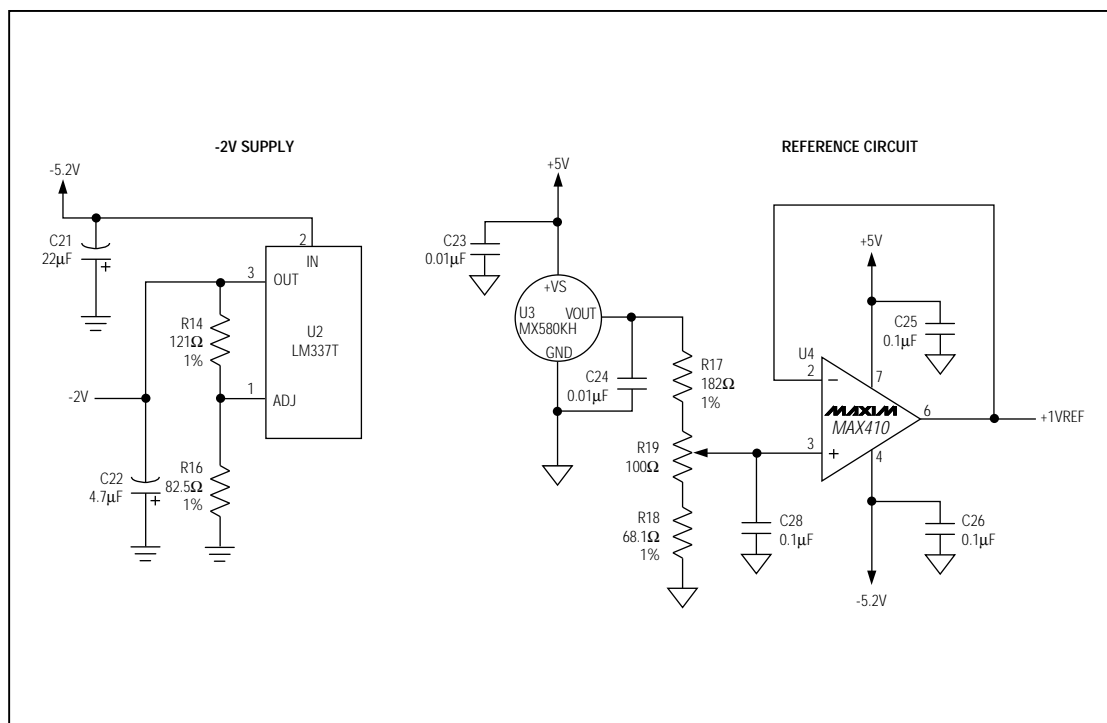 -2V SUPPLY
-5.2V
C21
22μF
+
2
IN
3
OUT
U2
LM337T
R14
121Ω
1%
1
ADJ
-2V
C22
4.7μF
+
R16
82.5Ω
1%
REFERENCE CIRCUIT
+5V
C23
0.01μF
+VS
U3
MX580KH
VOUT
GND
C24
0.01μF
R17
182Ω
1%
R19
100Ω
R18
68.1Ω
1%
C28
0.1μF
+5V
C25
0.1μF
U4
2
−
7
MAXIM
MAX410
6
+1VREF
3
+
4
C26
0.1μF
-5.2V